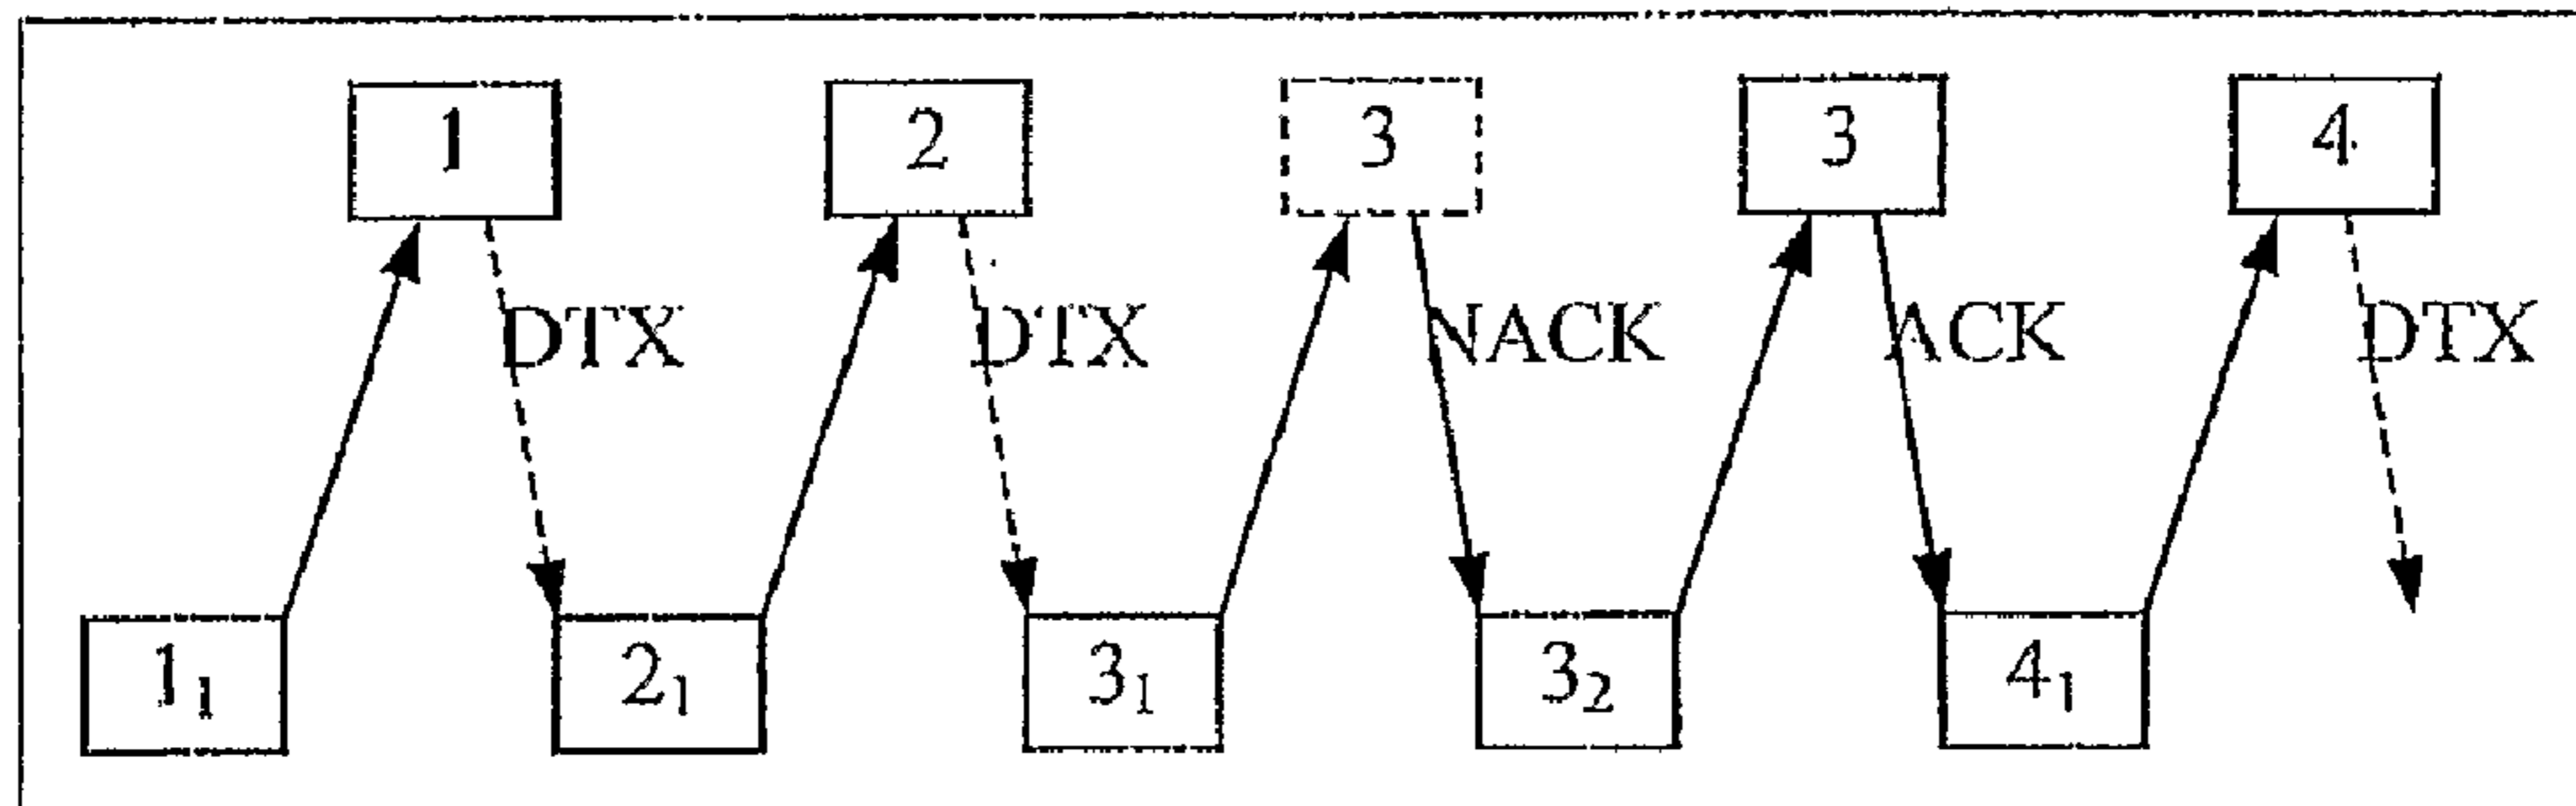 1 2 3 3 4
DTX DTX NACK ACK DTX
1₁ 2₁ 3₁ 3₂ 4₁